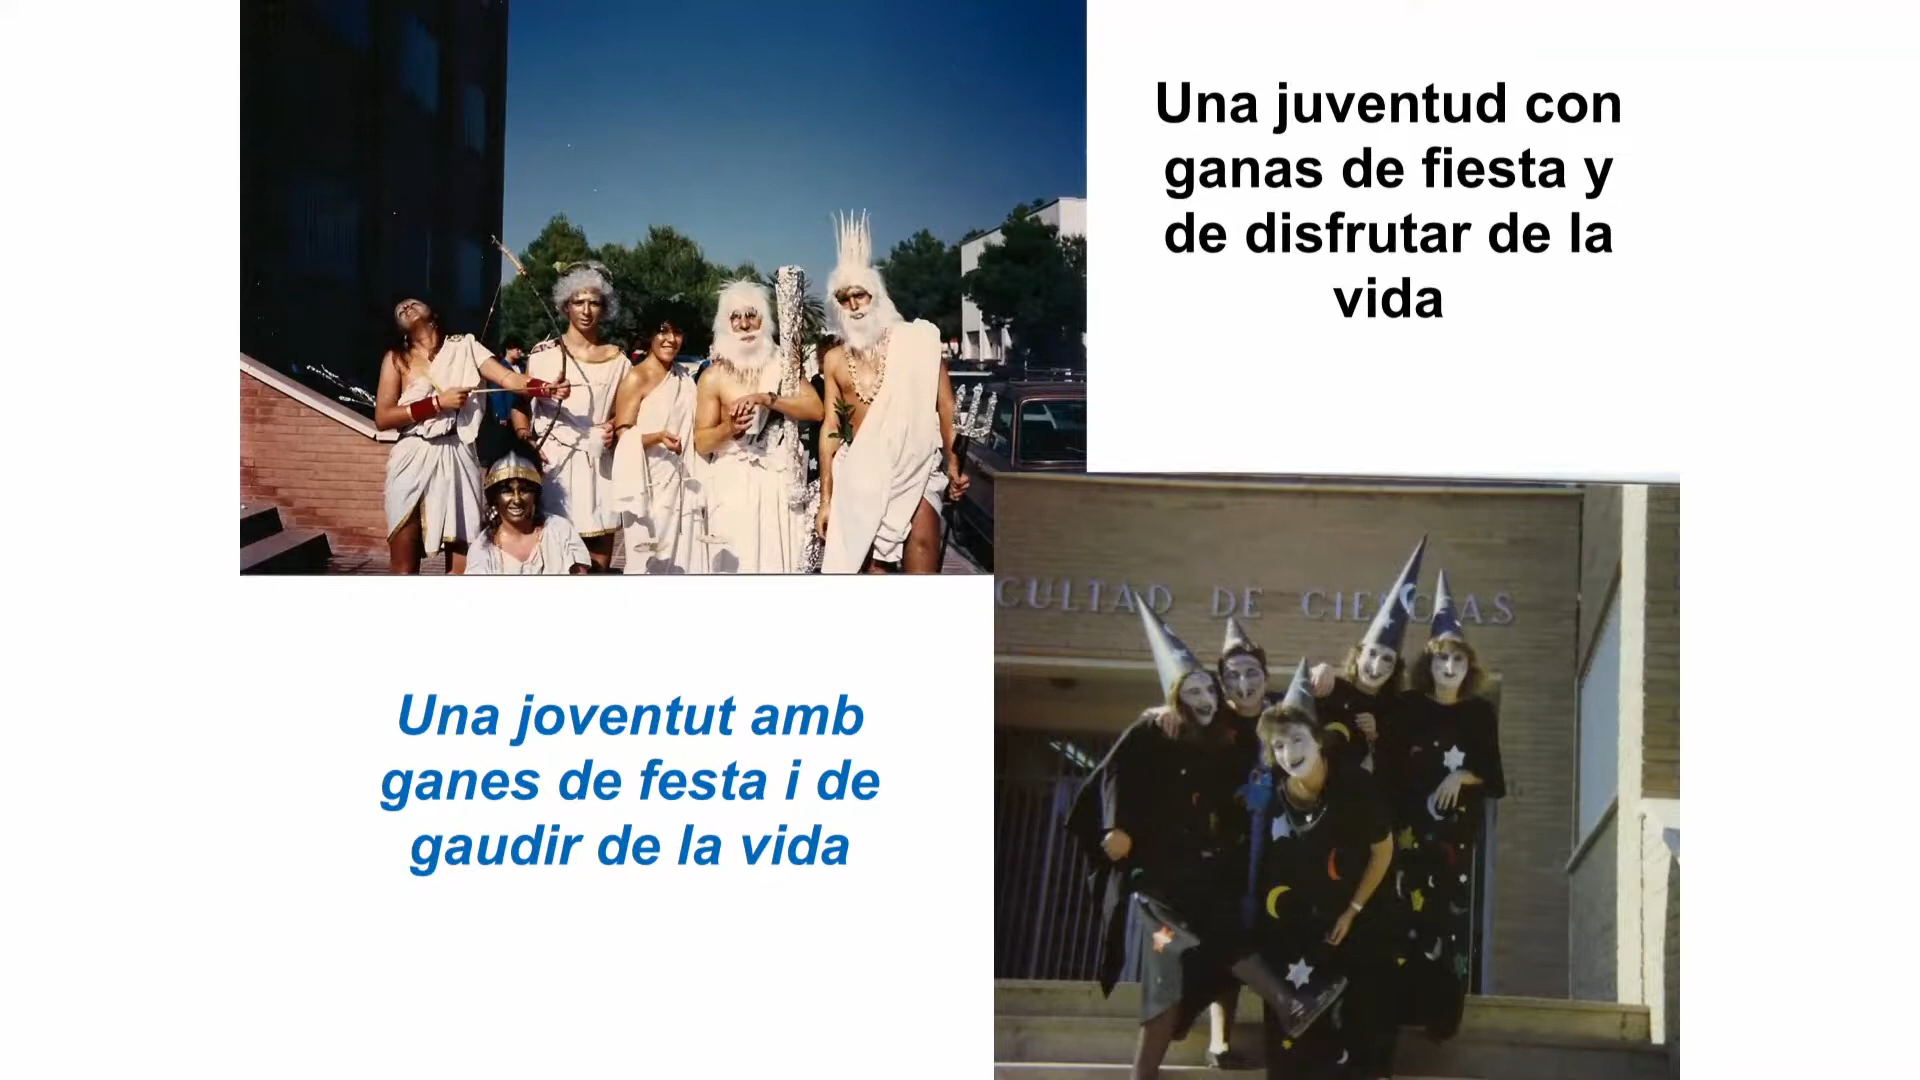 Una juventud con
ganas de fiesta y
de disfrutar de la
vida
CULTAD DE CIENCIAS
Una joventut amb
ganes de festa i de
gaudir de la vida